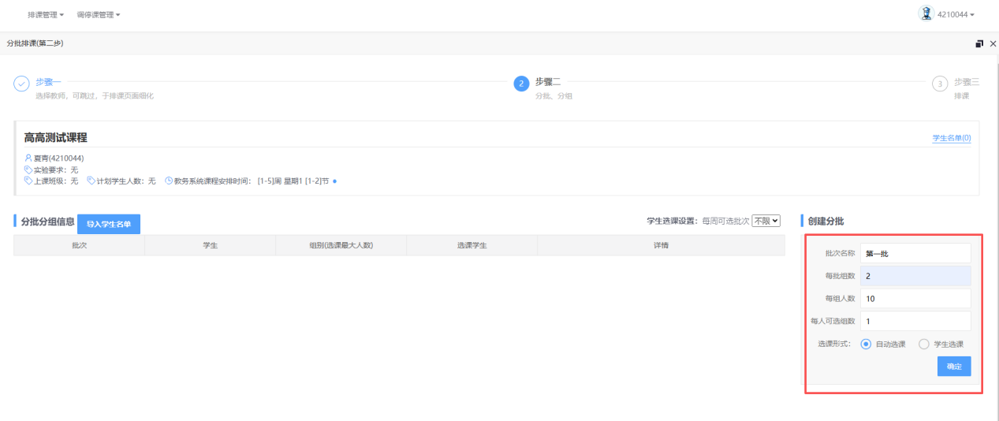 排课管理 调停课管理
4210044
分批排课(第二步)
步骤一
选择教师，可跳过，于排课页面细化
2 步骤二
分批、分组
3 步骤三
排课
高高测试课程
学生名单(0)
夏青(4210044)
实验要求：无
上课班级：无 计划学生人数：无 教务系统课程安排时间： [1-5]周 星期1 [1-2]节
分批分组信息 导入学生名单 学生选课设置：每周可选批次 不限
批次 学生 组别(选课最大人数) 选课学生 详情
创建分批
批次名称 第一批
每批组数 2
每组人数 10
每人可选组数 1
选课形式： 自动选课 学生选课
确定